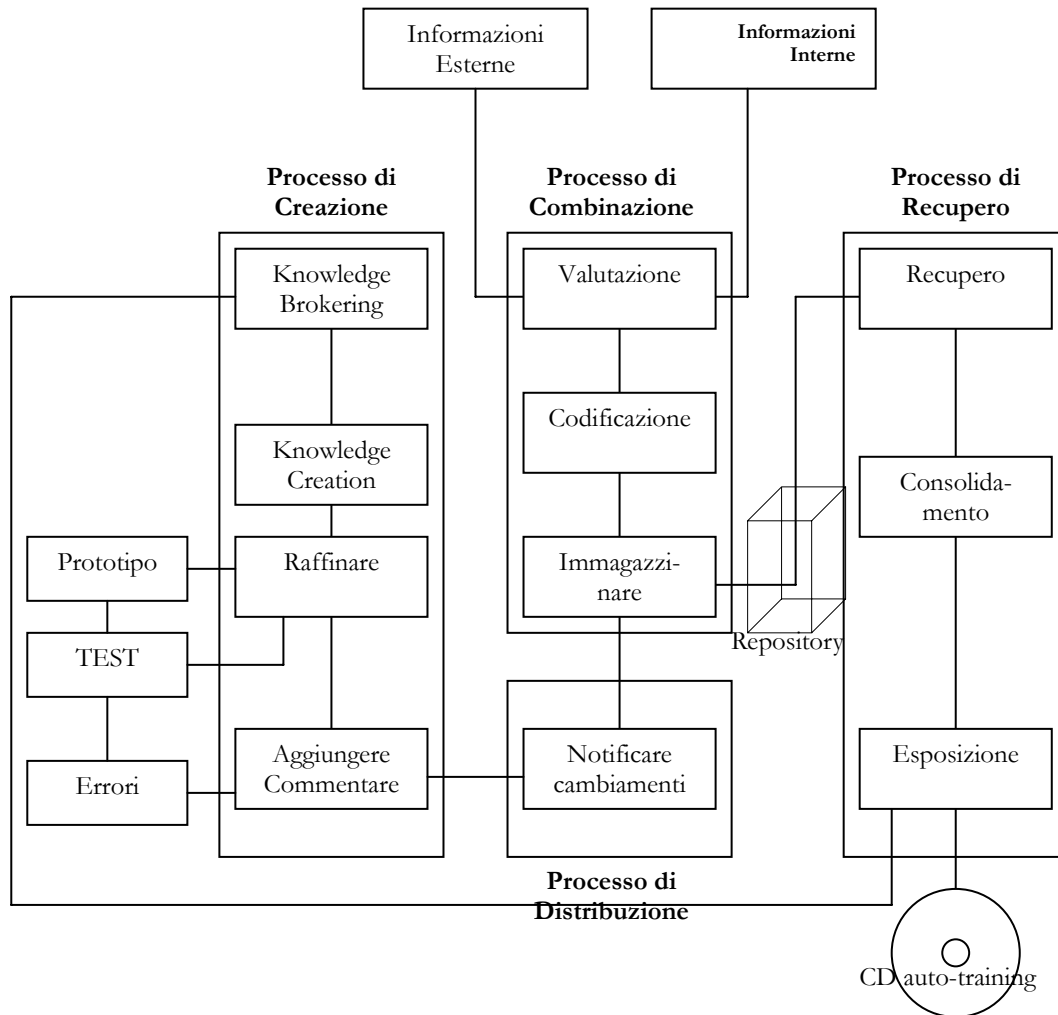 Informazioni
Esterne
Informazioni
Interne
Processo di
Creazione
Processo di
Combinazione
Processo di
Recupero
Knowledge
Brokering
Valutazione
Recupero
Knowledge
Creation
Codificazione
Consolida-
mento
Prototipo
Raffinare
Immagazzi-
nare
Repository
TEST
Errori
Aggiungere
Commentare
Notificare
cambiamenti
Esposizione
Processo di
Distribuzione
CD auto-training